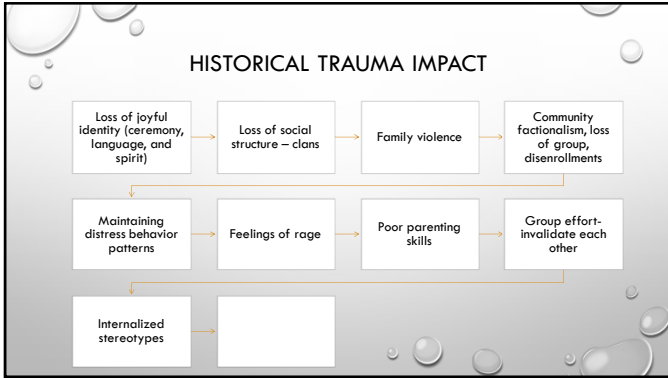 HISTORICAL TRAUMA IMPACT
Loss of joyful
identity (ceremony,
language, and
spirit)
Loss of social
structure – clans
Family violence
Community
factionalism, loss
of group,
disenrollments
Maintaining
distress behavior
patterns
Feelings of rage
Poor parenting
skills
Group effort-
invalidate each
other
Internalized
stereotypes